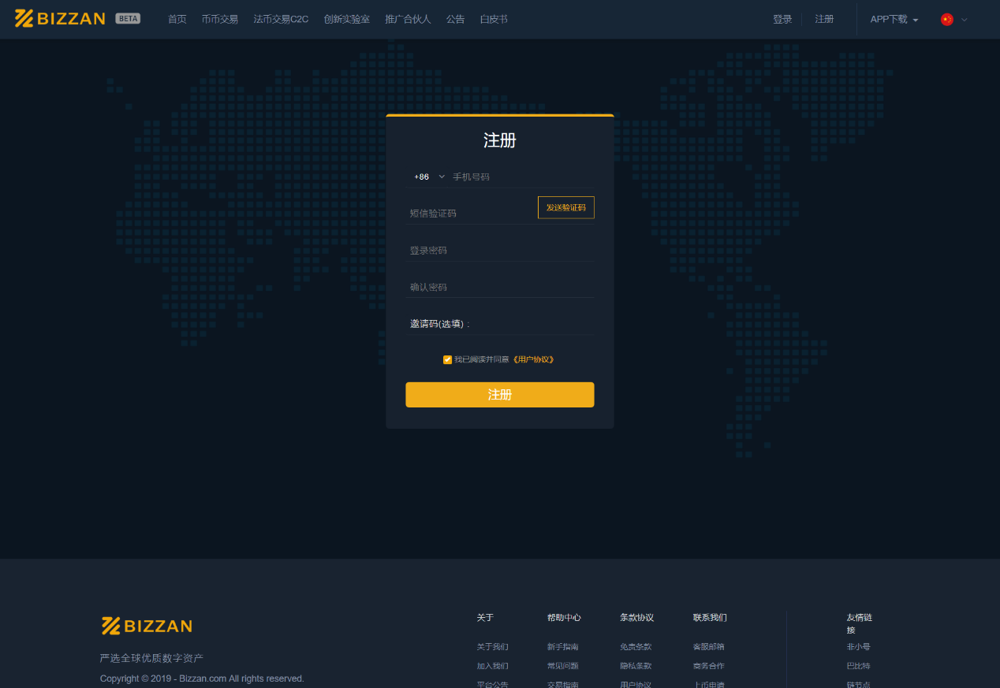 BIZZAN BETA 首页 币币交易 法币交易C2C 创新实验室 推广合伙人 公告 白皮书 登录 注册 APP下载
注册
+86 手机号码
短信验证码 发送验证码
登录密码
确认密码
邀请码(选填)：
我已阅读并同意《用户协议》
注册
BIZZAN
严选全球优质数字资产
Copyright © 2019 - Bizzan.com All rights reserved.
关于
关于我们
加入我们
平台公告
帮助中心
新手指南
常见问题
交易指南
条款协议
免责条款
隐私条款
用户协议
联系我们
客服邮箱
商务合作
上币申请
友情链
接
非小号
巴比特
链节点